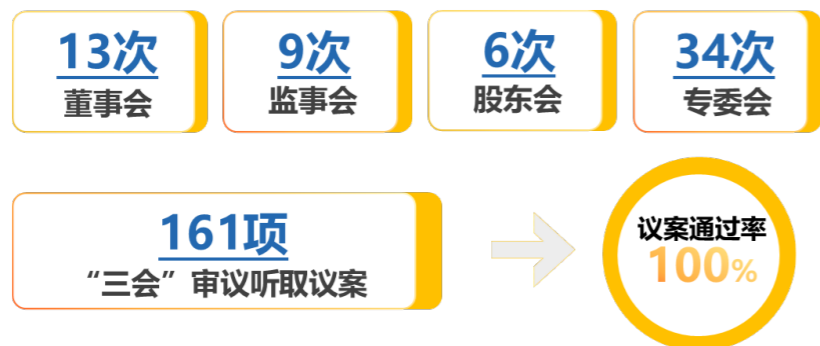 13次
董事会
9次
监事会
6次
股东会
34次
专委会
161项
“三会”审议听取议案
议案通过率
100%